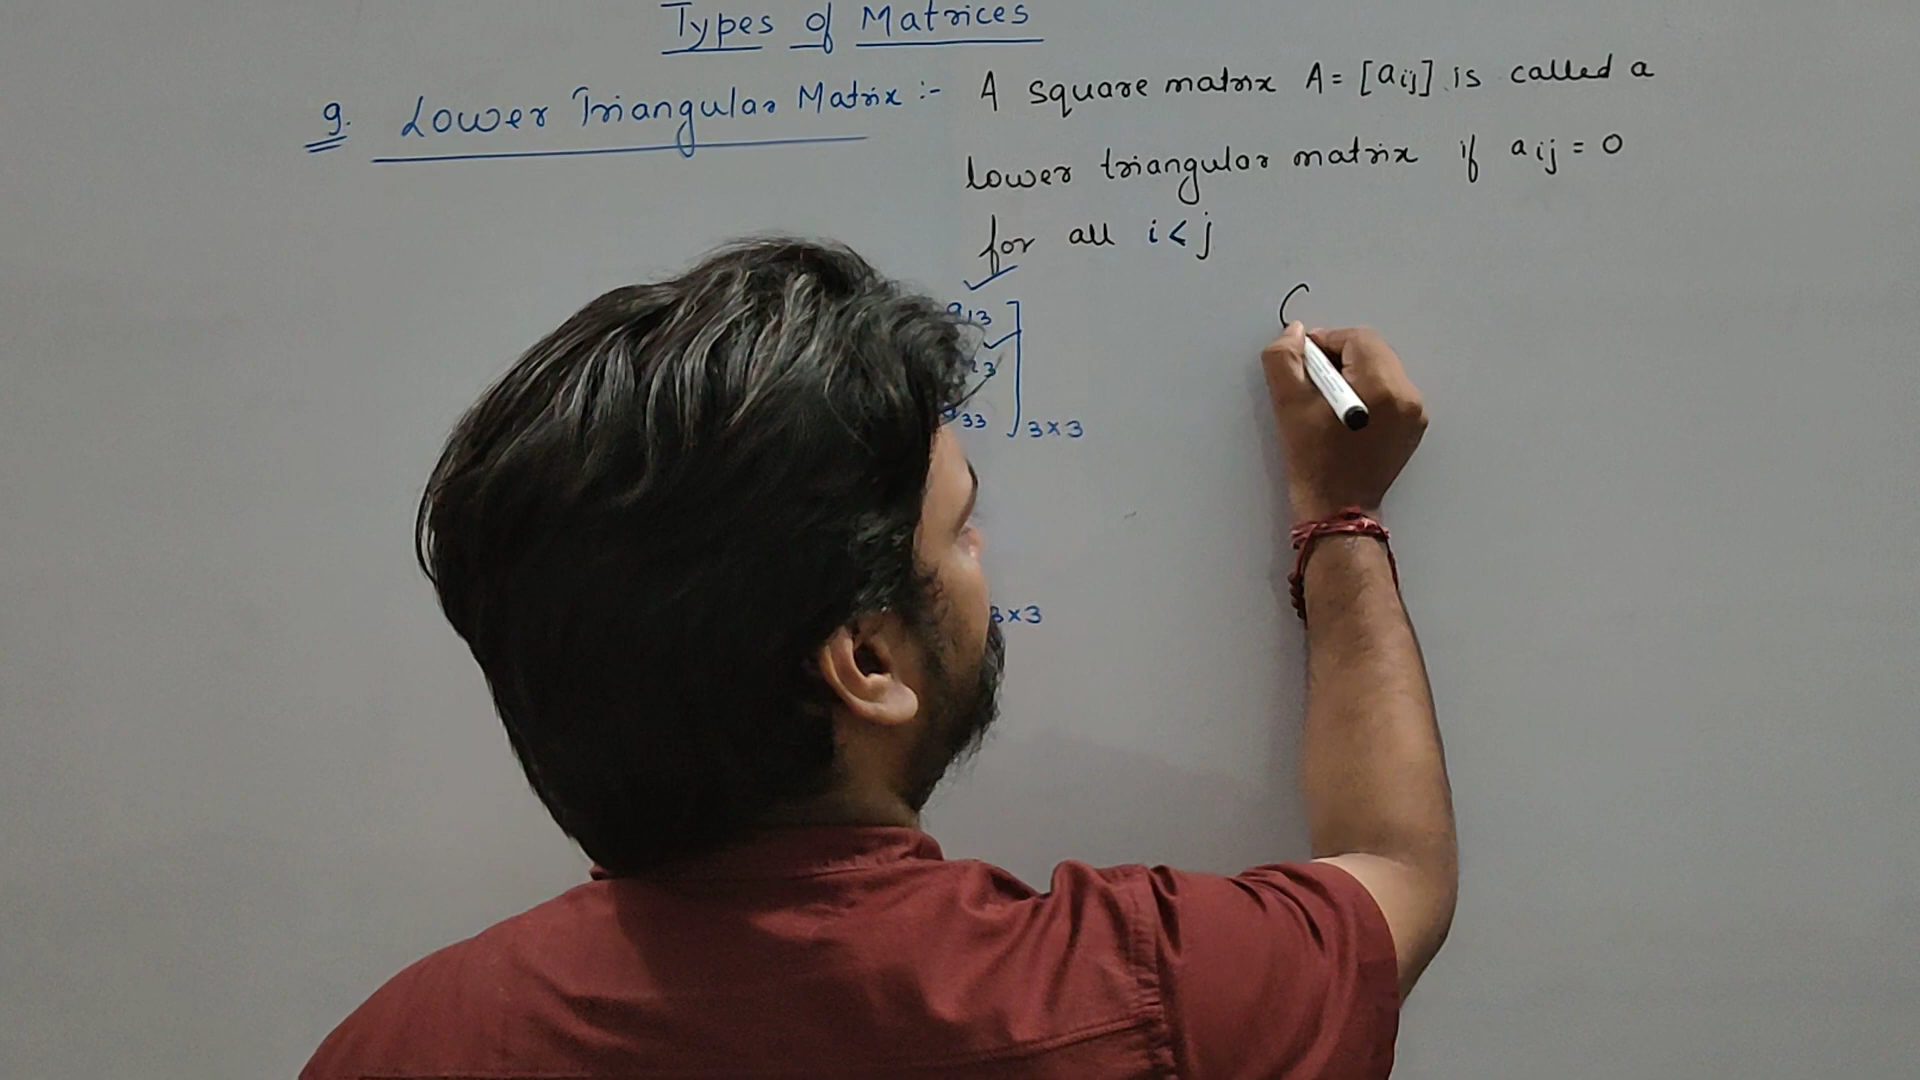 Types of Matrices
9. Lower Triangular Matrix :- A square matrix A = [aij] is called a
lower triangular matrix if aij = 0
for all i < j
a13
23
a33
3×3
3×3